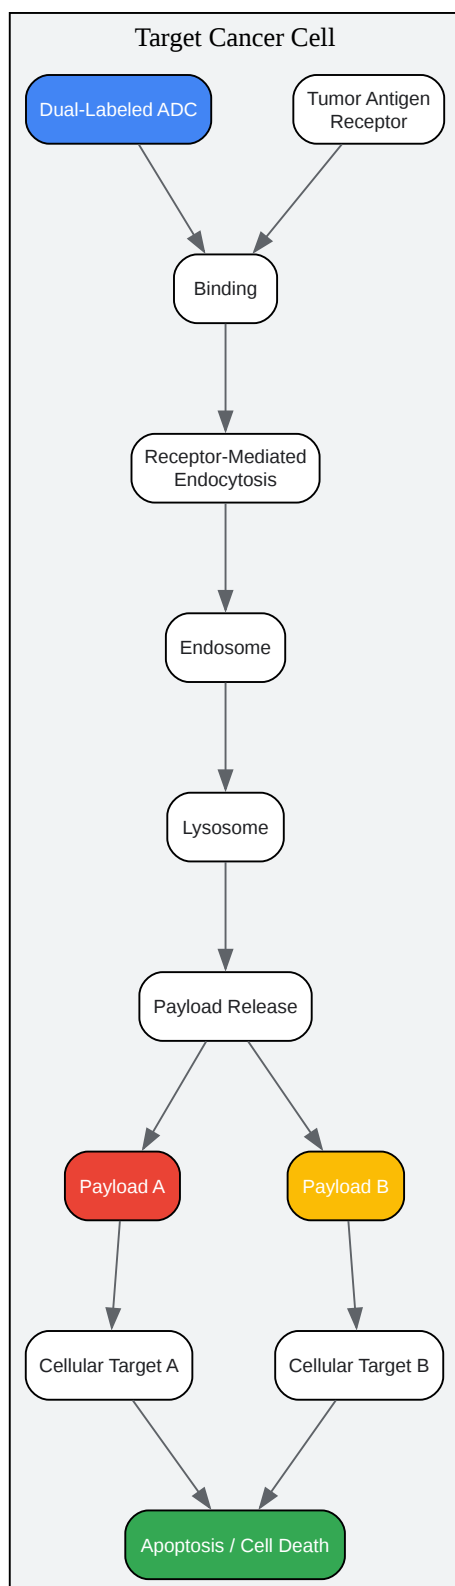 Target Cancer Cell
Dual-Labeled ADC
Tumor Antigen
Receptor
Binding
Receptor-Mediated
Endocytosis
Endosome
Lysosome
Payload Release
Payload A
Payload B
Cellular Target A
Cellular Target B
Apoptosis / Cell Death